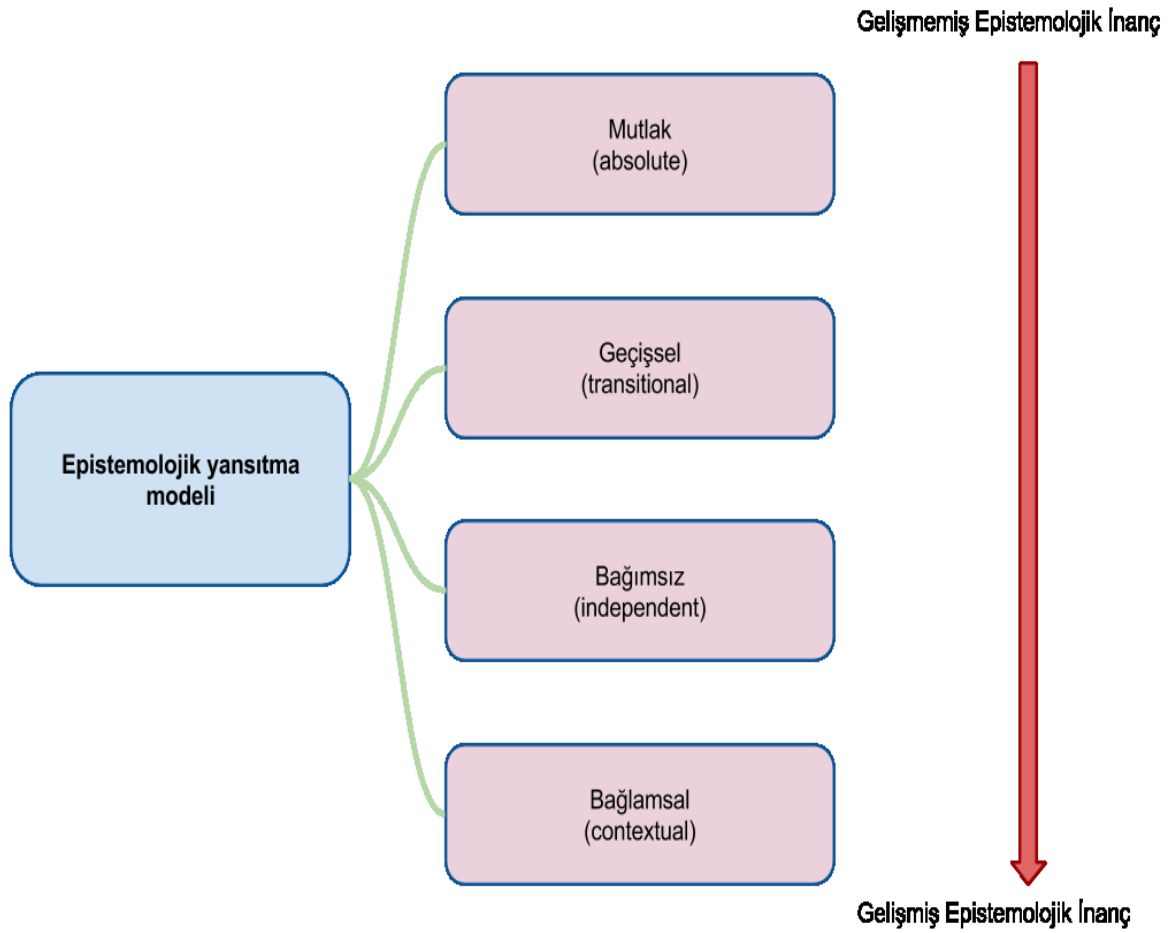 Gelişmemiş Epistemolojik İnanç
Mutlak
(absolute)
Geçişsel
(transitional)
Epistemolojik yansıtma
modeli
Bağımsız
(independent)
Bağlamsal
(contextual)
Gelişmiş Epistemolojik İnanç